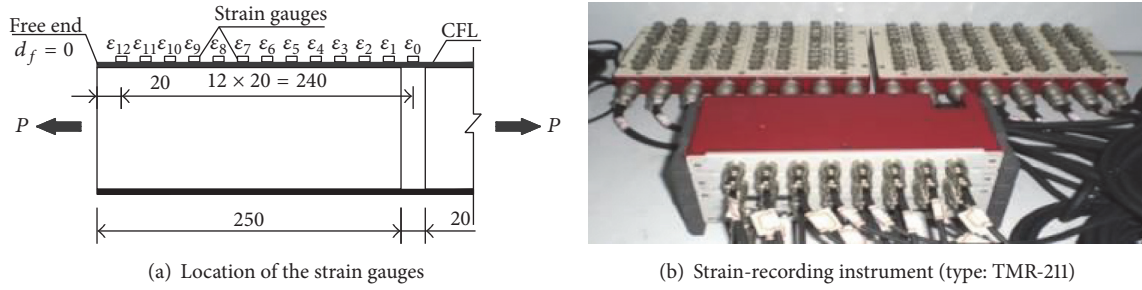 Strain gauges
Free end
CFL
d_f = 0
ε₁₂ ε₁₁ ε₁₀ ε₉ ε₈ ε₇ ε₆ ε₅ ε₄ ε₃ ε₂ ε₁ ε₀
20
12 × 20 = 240
P
P
250
20
(a) Location of the strain gauges
(b) Strain-recording instrument (type: TMR-211)